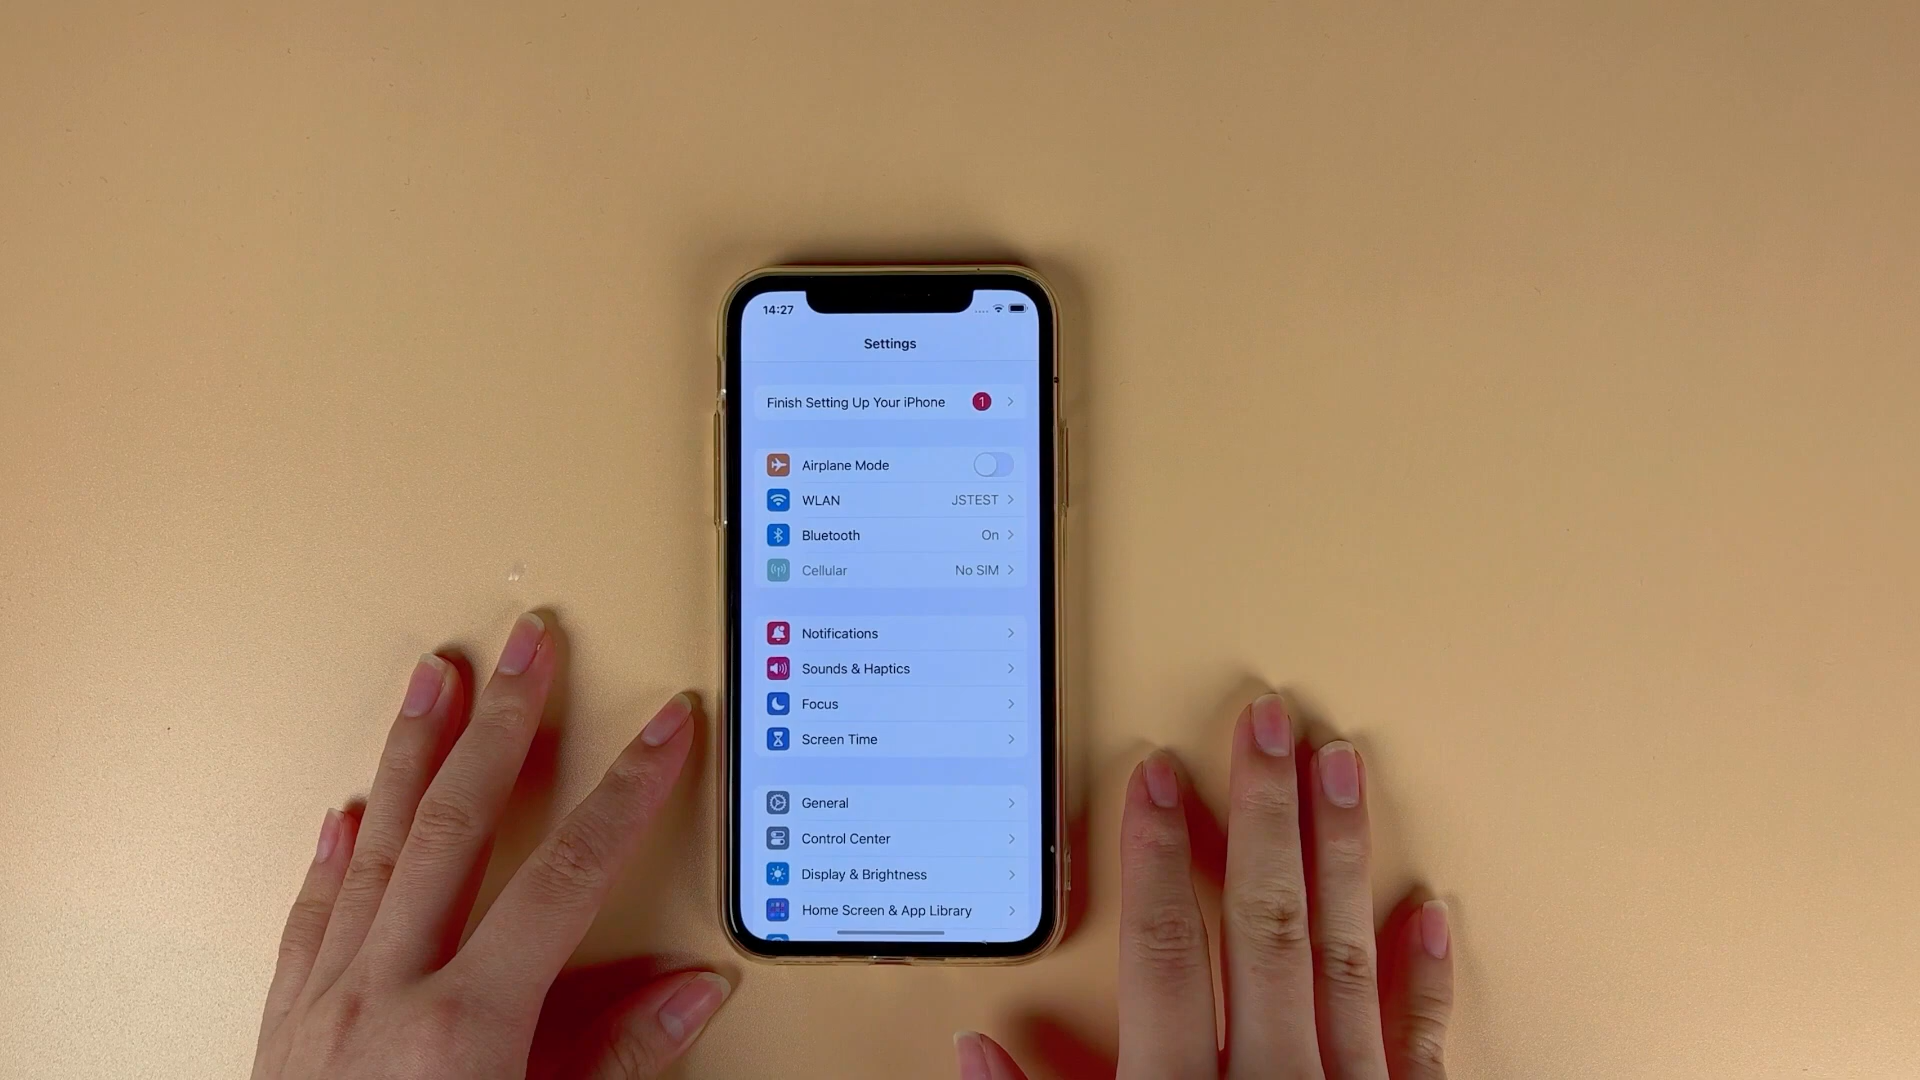 14:27
Settings
Finish Setting Up Your iPhone 1
Airplane Mode
WLAN JSTEST
Bluetooth On
Cellular No SIM
Notifications
Sounds & Haptics
Focus
Screen Time
General
Control Center
Display & Brightness
Home Screen & App Library